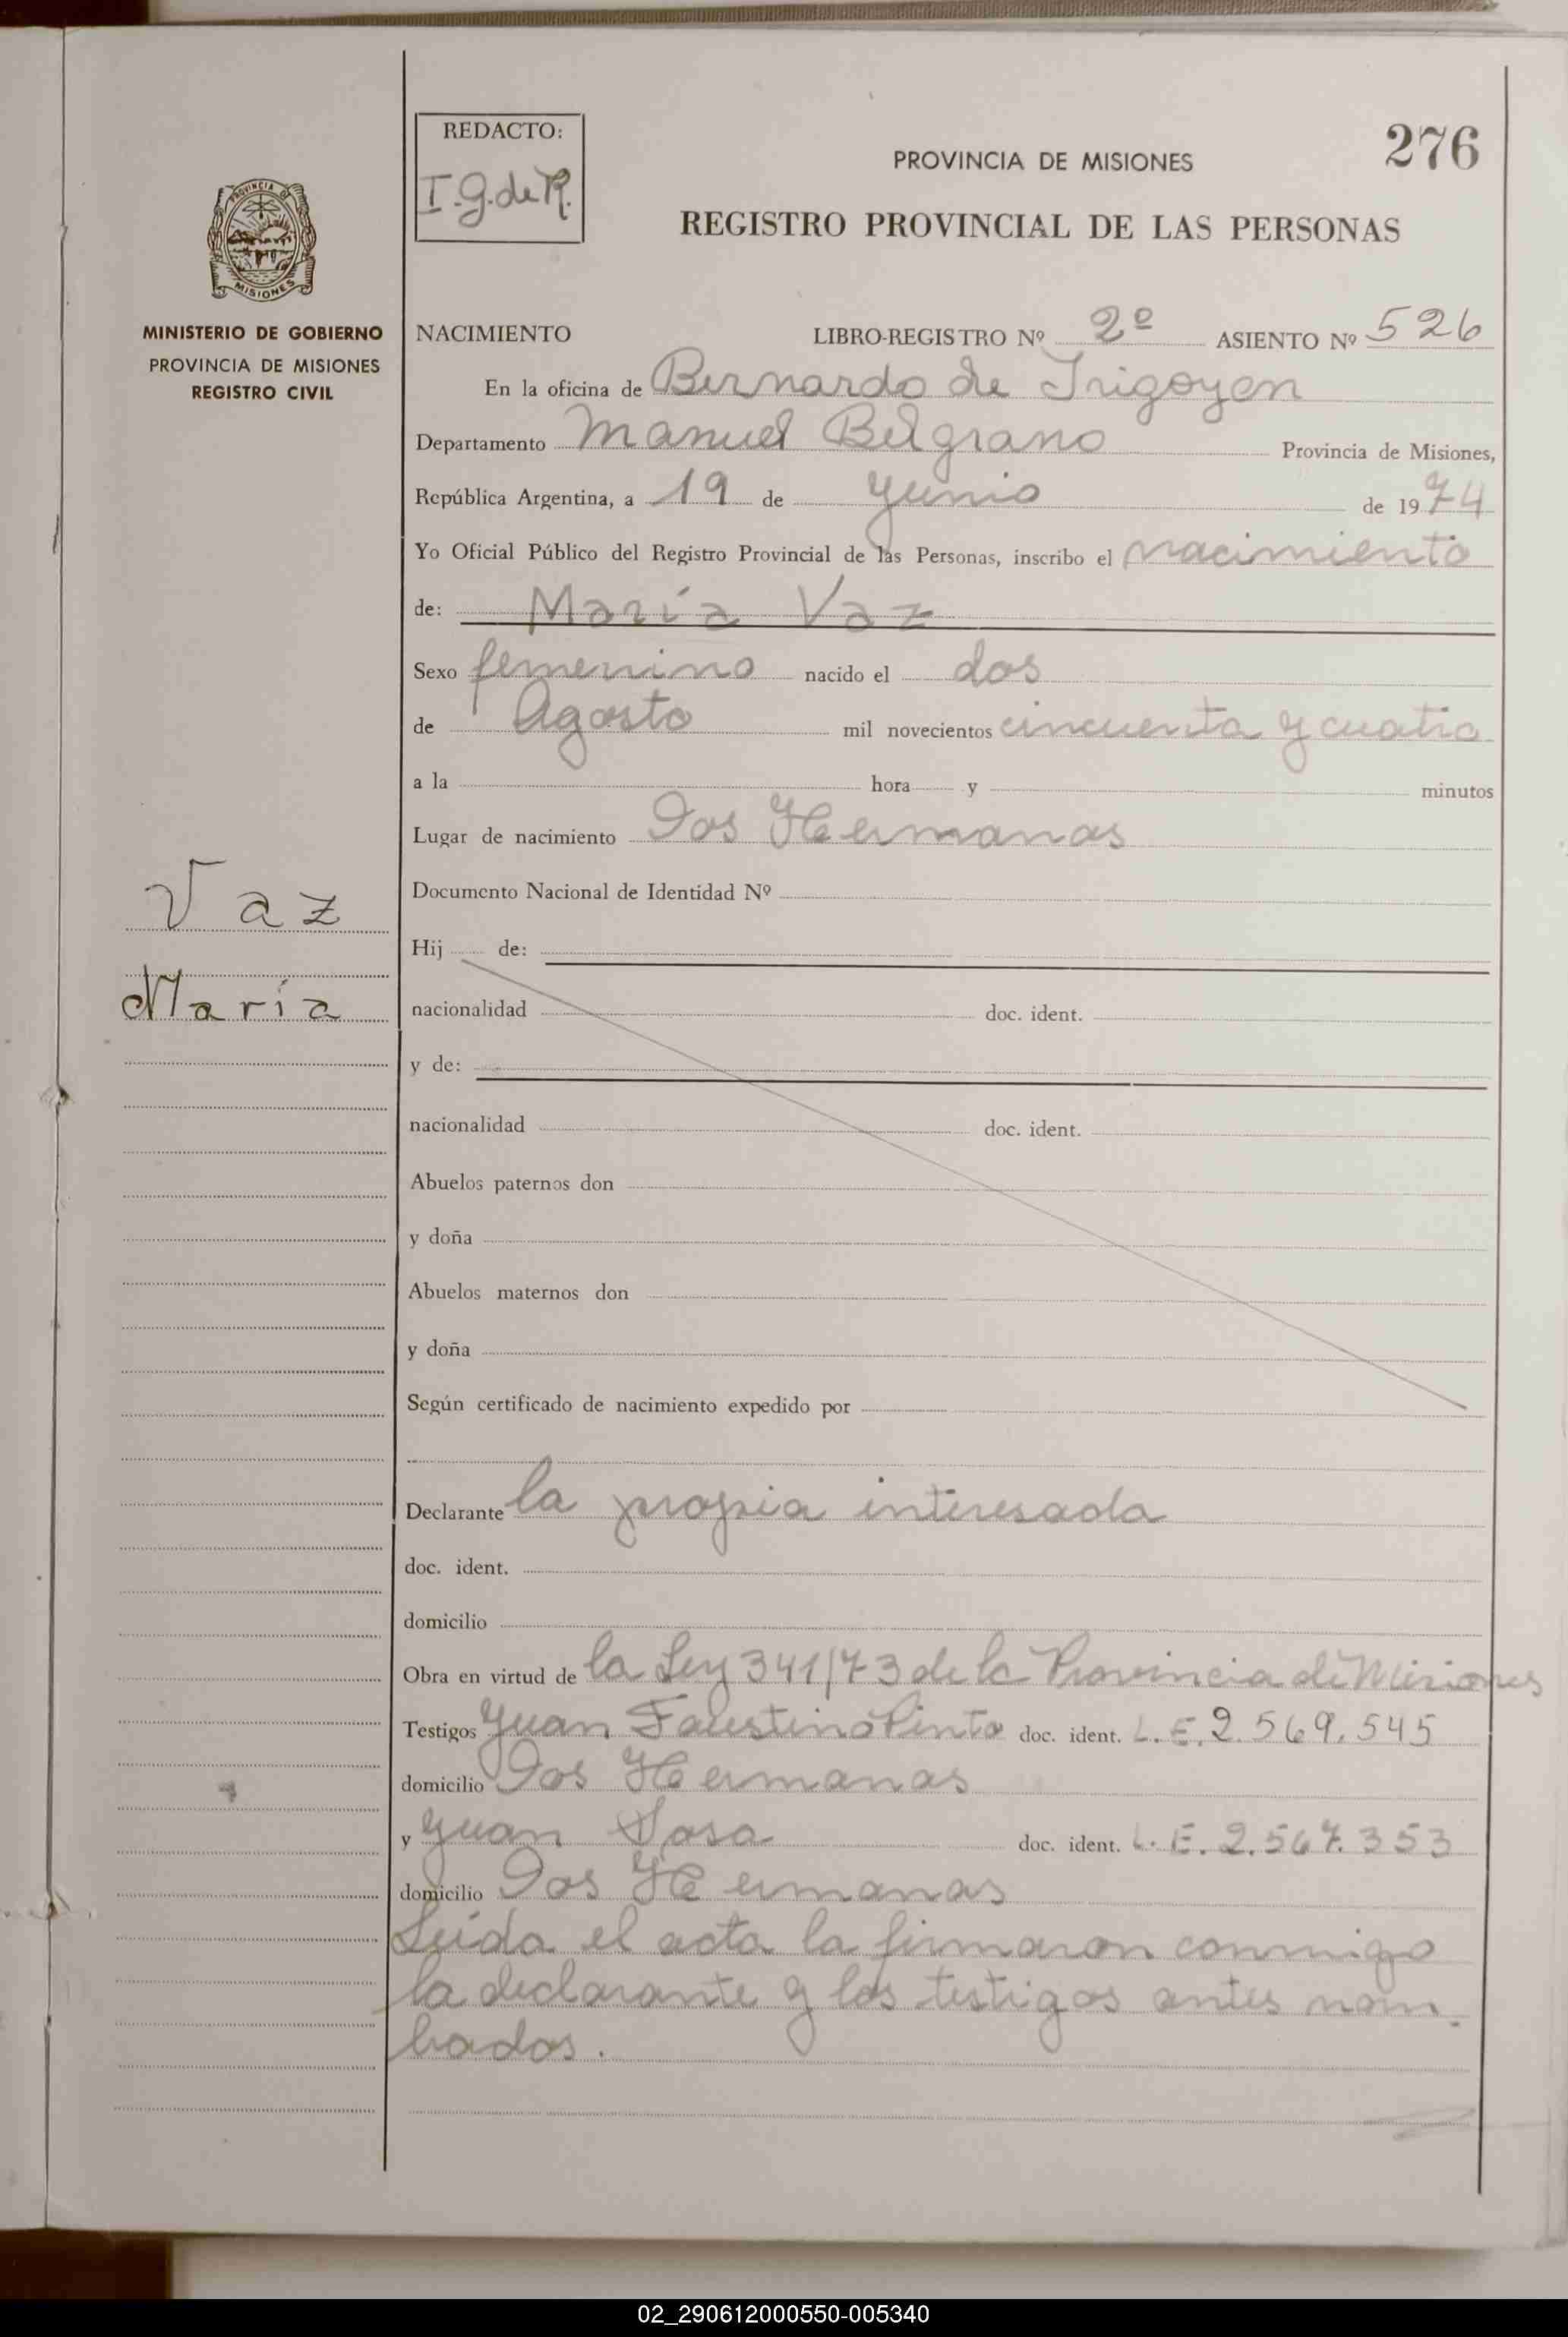 REDACTO:
I.G.de R.
276
PROVINCIA DE MISIONES
REGISTRO PROVINCIAL DE LAS PERSONAS
PROVINCIA DE
MISIONES
MINISTERIO DE GOBIERNO
PROVINCIA DE MISIONES
REGISTRO CIVIL
NACIMIENTO LIBRO-REGISTRO Nº 2º ASIENTO Nº 526
En la oficina de Bernardo de Irigoyen
Departamento Manuel Belgrano Provincia de Misiones,
República Argentina, a 19 de Junio de 1974
Yo Oficial Público del Registro Provincial de las Personas, inscribo el nacimiento
de: María Vaz
Sexo femenino nacido el dos
de Agosto mil novecientos cincuenta y cuatro
a la hora y minutos
Lugar de nacimiento Dos Hermanas
Documento Nacional de Identidad Nº
Vaz
María
Hij de:
nacionalidad doc. ident.
y de:
nacionalidad doc. ident.
Abuelos paternos don
y doña
Abuelos maternos don
y doña
Según certificado de nacimiento expedido por
Declarante la propia interesada
doc. ident.
domicilio
Obra en virtud de la Ley 341/73 de la Provincia de Misiones
Testigos Juan Faustino Pinto doc. ident. L.E.2.569.545
domicilio Dos Hermanas
y Juan Sosa doc. ident. L.E.2.567.353
domicilio Dos Hermanas
Leída el acta la firmaron conmigo
la declarante y los testigos antes nom
brados.
02_290612000550-005340